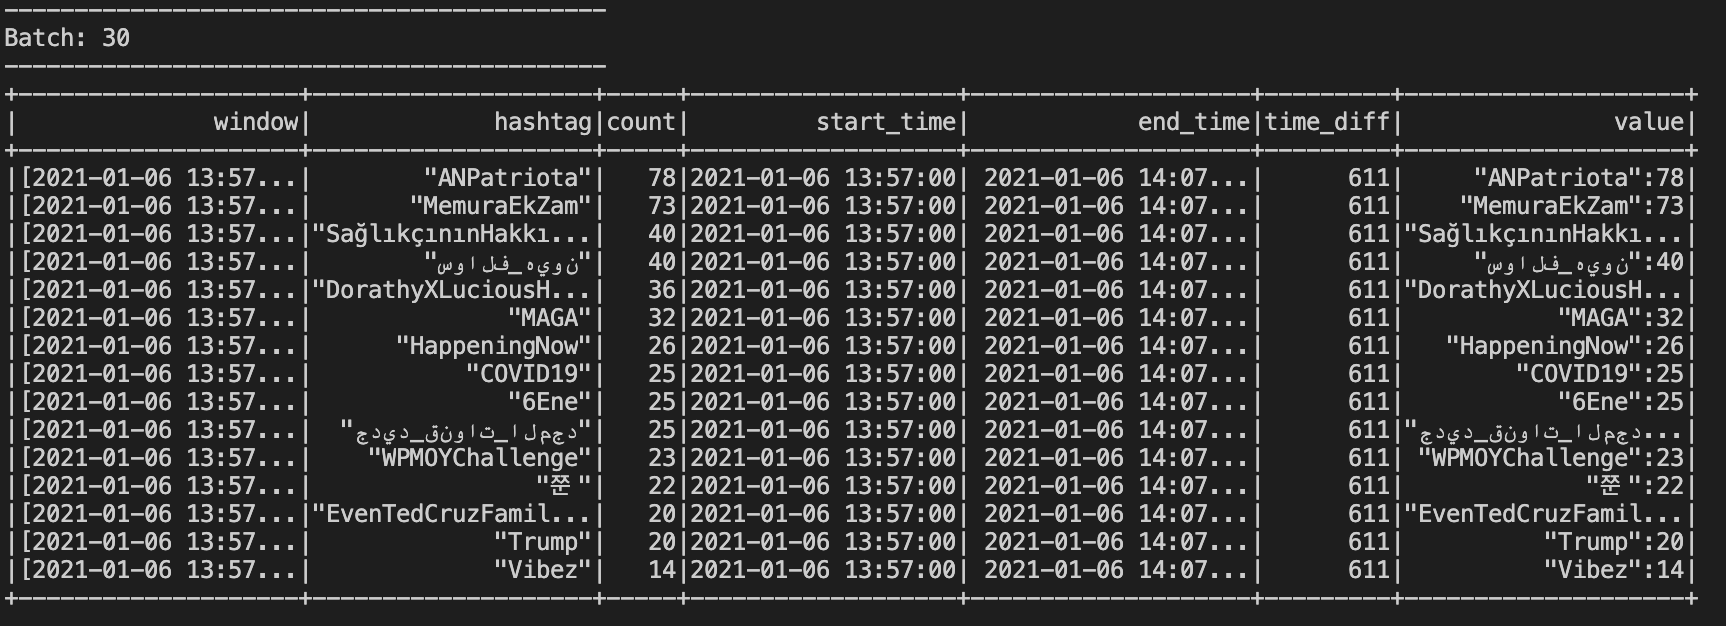 ----------------------------------------
Batch: 30
----------------------------------------
+--------------------+--------------------+-----+-------------------+--------------------+---------+--------------------+
| window| hashtag|count| start_time| end_time|time_diff| value|
+--------------------+--------------------+-----+-------------------+--------------------+---------+--------------------+
|[2021-01-06 13:57...| "ANPatriota"| 78|2021-01-06 13:57:00| 2021-01-06 14:07...| 611| "ANPatriota":78|
|[2021-01-06 13:57...| "MemuraEkZam"| 73|2021-01-06 13:57:00| 2021-01-06 14:07...| 611| "MemuraEkZam":73|
|[2021-01-06 13:57...|"SağlıkçınınHakkı...| 40|2021-01-06 13:57:00| 2021-01-06 14:07...| 611|"SağlıkçınınHakkı...|
|[2021-01-06 13:57...| "سوالف_هيون"| 40|2021-01-06 13:57:00| 2021-01-06 14:07...| 611| "سوالف_هيون":40|
|[2021-01-06 13:57...|"DorathyXLuciousH...| 36|2021-01-06 13:57:00| 2021-01-06 14:07...| 611|"DorathyXLuciousH...|
|[2021-01-06 13:57...| "MAGA"| 32|2021-01-06 13:57:00| 2021-01-06 14:07...| 611| "MAGA":32|
|[2021-01-06 13:57...| "HappeningNow"| 26|2021-01-06 13:57:00| 2021-01-06 14:07...| 611| "HappeningNow":26|
|[2021-01-06 13:57...| "COVID19"| 25|2021-01-06 13:57:00| 2021-01-06 14:07...| 611| "COVID19":25|
|[2021-01-06 13:57...| "6Ene"| 25|2021-01-06 13:57:00| 2021-01-06 14:07...| 611| "6Ene":25|
|[2021-01-06 13:57...| "جديد_قنوات_المجد"| 25|2021-01-06 13:57:00| 2021-01-06 14:07...| 611|"جديد_قنوات_المجد...|
|[2021-01-06 13:57...| "WPMOYChallenge"| 23|2021-01-06 13:57:00| 2021-01-06 14:07...| 611| "WPMOYChallenge":23|
|[2021-01-06 13:57...| "쭌"| 22|2021-01-06 13:57:00| 2021-01-06 14:07...| 611| "쭌":22|
|[2021-01-06 13:57...|"EvenTedCruzFamil...| 20|2021-01-06 13:57:00| 2021-01-06 14:07...| 611|"EvenTedCruzFamil...|
|[2021-01-06 13:57...| "Trump"| 20|2021-01-06 13:57:00| 2021-01-06 14:07...| 611| "Trump":20|
|[2021-01-06 13:57...| "Vibez"| 14|2021-01-06 13:57:00| 2021-01-06 14:07...| 611| "Vibez":14|
+--------------------+--------------------+-----+-------------------+--------------------+---------+--------------------+